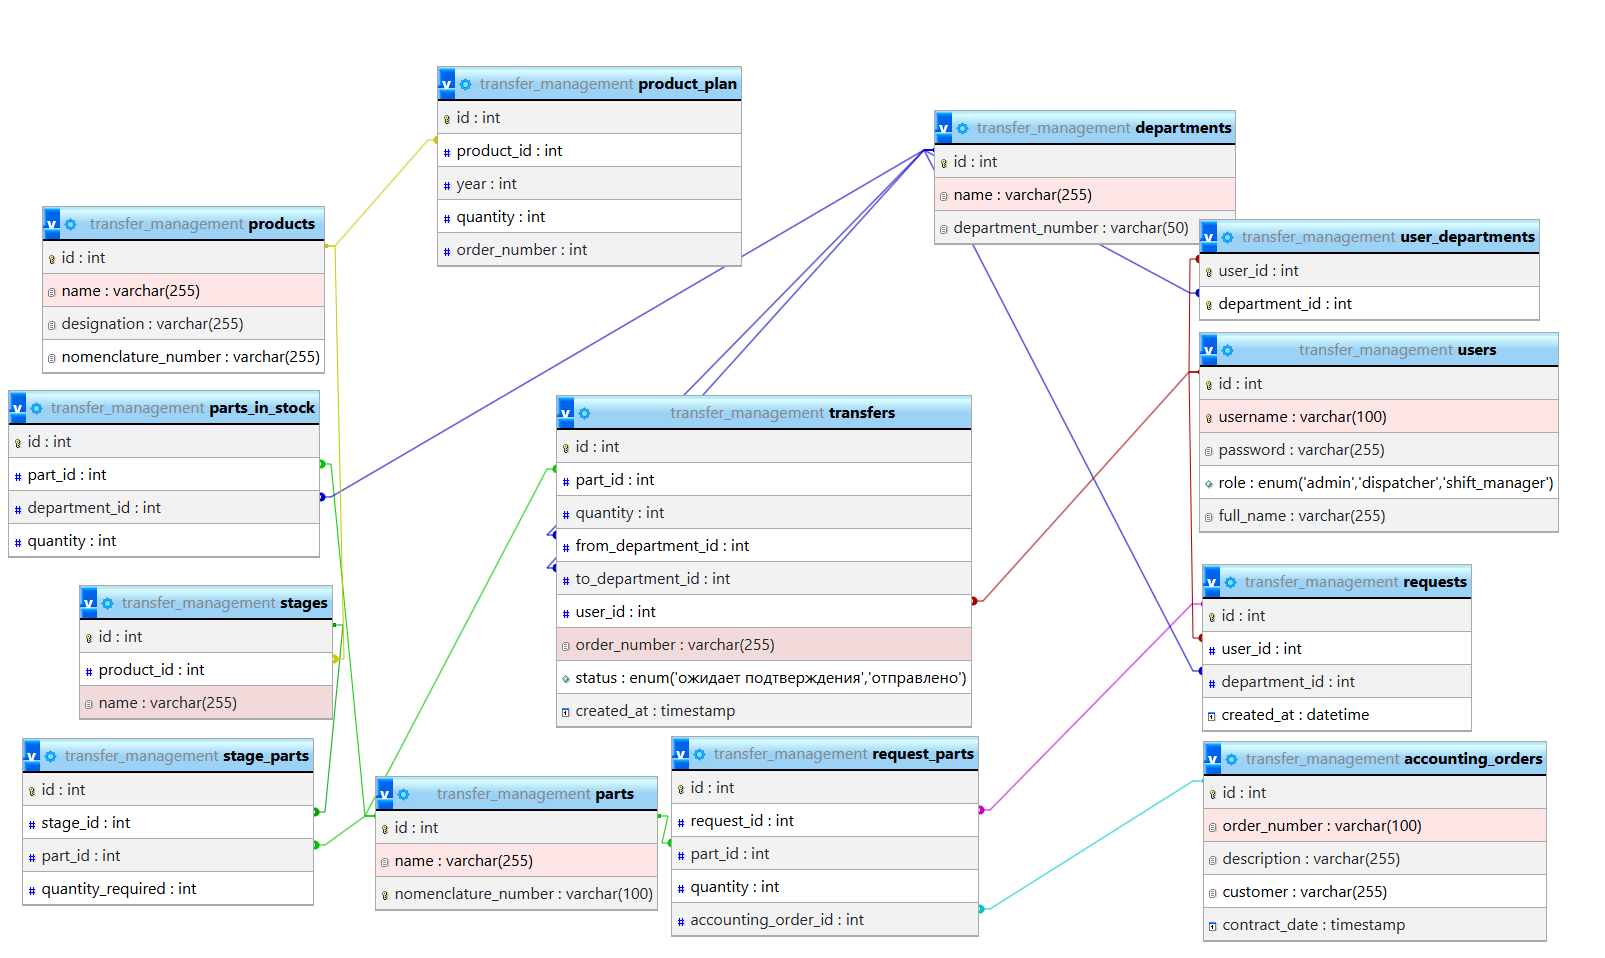 transfer_management product_plan
id : int
product_id : int
year : int
quantity : int
order_number : int
transfer_management departments
id : int
name : varchar(255)
department_number : varchar(50)
transfer_management products
id : int
name : varchar(255)
designation : varchar(255)
nomenclature_number : varchar(255)
transfer_management user_departments
user_id : int
department_id : int
transfer_management users
id : int
username : varchar(100)
password : varchar(255)
role : enum('admin','dispatcher','shift_manager')
full_name : varchar(255)
transfer_management parts_in_stock
id : int
part_id : int
department_id : int
quantity : int
transfer_management transfers
id : int
part_id : int
quantity : int
from_department_id : int
to_department_id : int
user_id : int
order_number : varchar(255)
status : enum('ожидает подтверждения','отправлено')
created_at : timestamp
transfer_management stages
id : int
product_id : int
name : varchar(255)
transfer_management requests
id : int
user_id : int
department_id : int
created_at : datetime
transfer_management stage_parts
id : int
stage_id : int
part_id : int
quantity_required : int
transfer_management parts
id : int
name : varchar(255)
nomenclature_number : varchar(100)
transfer_management request_parts
id : int
request_id : int
part_id : int
quantity : int
accounting_order_id : int
transfer_management accounting_orders
id : int
order_number : varchar(100)
description : varchar(255)
customer : varchar(255)
contract_date : timestamp